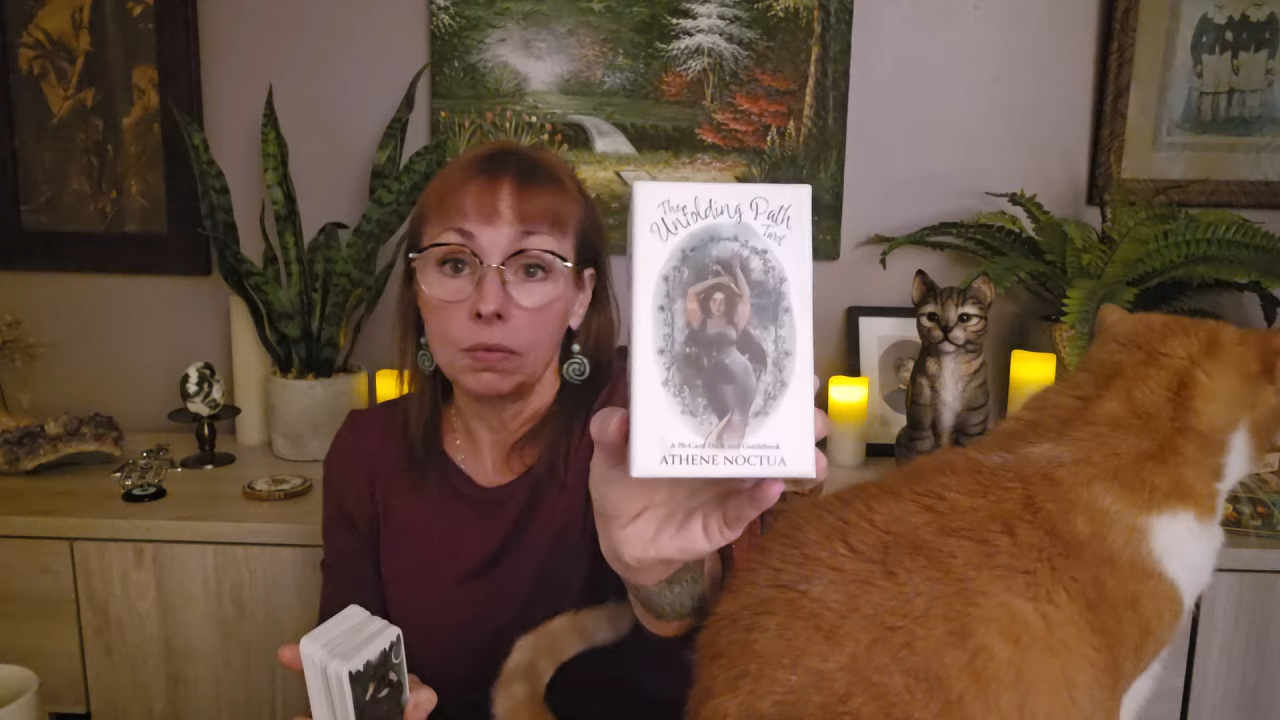 The
Unfolding Path
Tarot
A 78-Card Deck and Guidebook
ATHENE NOCTUA